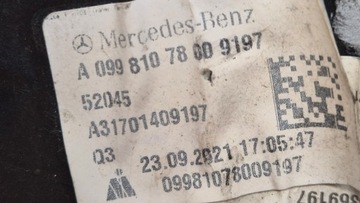 Mercedes-Benz
A 099 810 78 00 9197
52045
A31701409197
Q3 23.09.2021 17:05:47
09981078009197